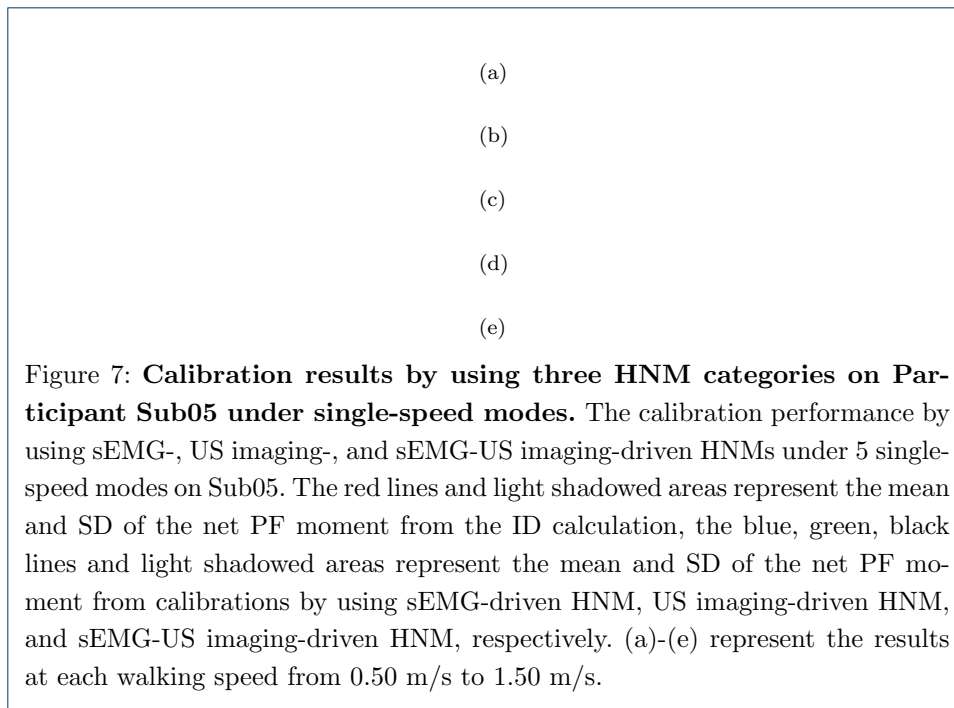 (a)
(b)
(c)
(d)
(e)
Figure 7: Calibration results by using three HNM categories on Par-
ticipant Sub05 under single-speed modes. The calibration performance by
using sEMG-, US imaging-, and sEMG-US imaging-driven HNMs under 5 single-
speed modes on Sub05. The red lines and light shadowed areas represent the mean
and SD of the net PF moment from the ID calculation, the blue, green, black
lines and light shadowed areas represent the mean and SD of the net PF mo-
ment from calibrations by using sEMG-driven HNM, US imaging-driven HNM,
and sEMG-US imaging-driven HNM, respectively. (a)-(e) represent the results
at each walking speed from 0.50 m/s to 1.50 m/s.